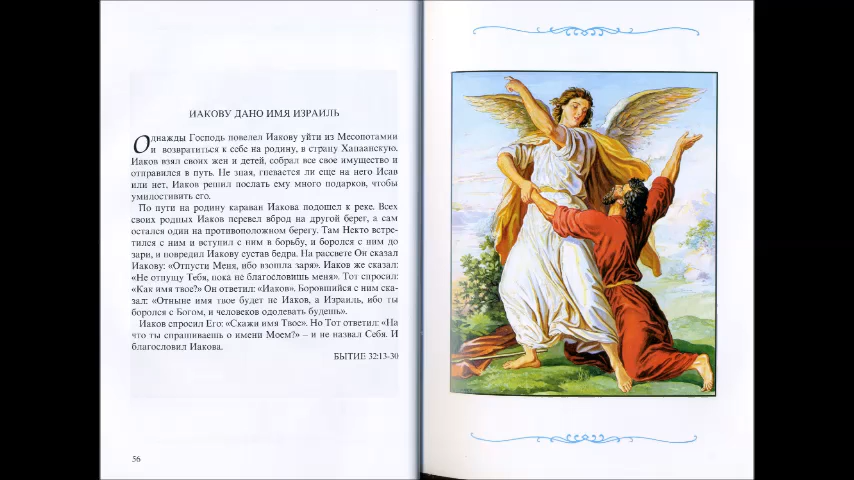 ИАКОВУ ДАНО ИМЯ ИЗРАИЛЬ
Однажды Господь повелел Иакову уйти из Месопотамии
и возвратиться к себе на родину, в страну Ханаанскую.
Иаков взял своих жен и детей, собрал все свое имущество и
отправился в путь. Не зная, гневается ли еще на него Исав
или нет, Иаков решил послать ему много подарков, чтобы
умилостивить его.
По пути на родину караван Иакова подошел к реке. Всех
своих родных Иаков перевел вброд на другой берег, а сам
остался один на противоположном берегу. Там Некто встре-
тился с ним и вступил с ним в борьбу, и боролся с ним до
зари, и повредил Иакову сустав бедра. На рассвете Он сказал
Иакову: «Отпусти Меня, ибо взошла заря». Иаков же сказал:
«Не отпущу Тебя, пока не благословишь меня». Тот спросил:
«Как имя твое?» Он ответил: «Иаков». Боровшийся с ним ска-
зал: «Отныне имя твое будет не Иаков, а Израиль, ибо ты
боролся с Богом, и человеков одолевать будешь».
Иаков спросил Его: «Скажи имя Твое». Но Тот ответил: «На
что ты спрашиваешь о имени Моем?» – и не назвал Себя. И
благословил Иакова.
БЫТИЕ 32:13-30
56